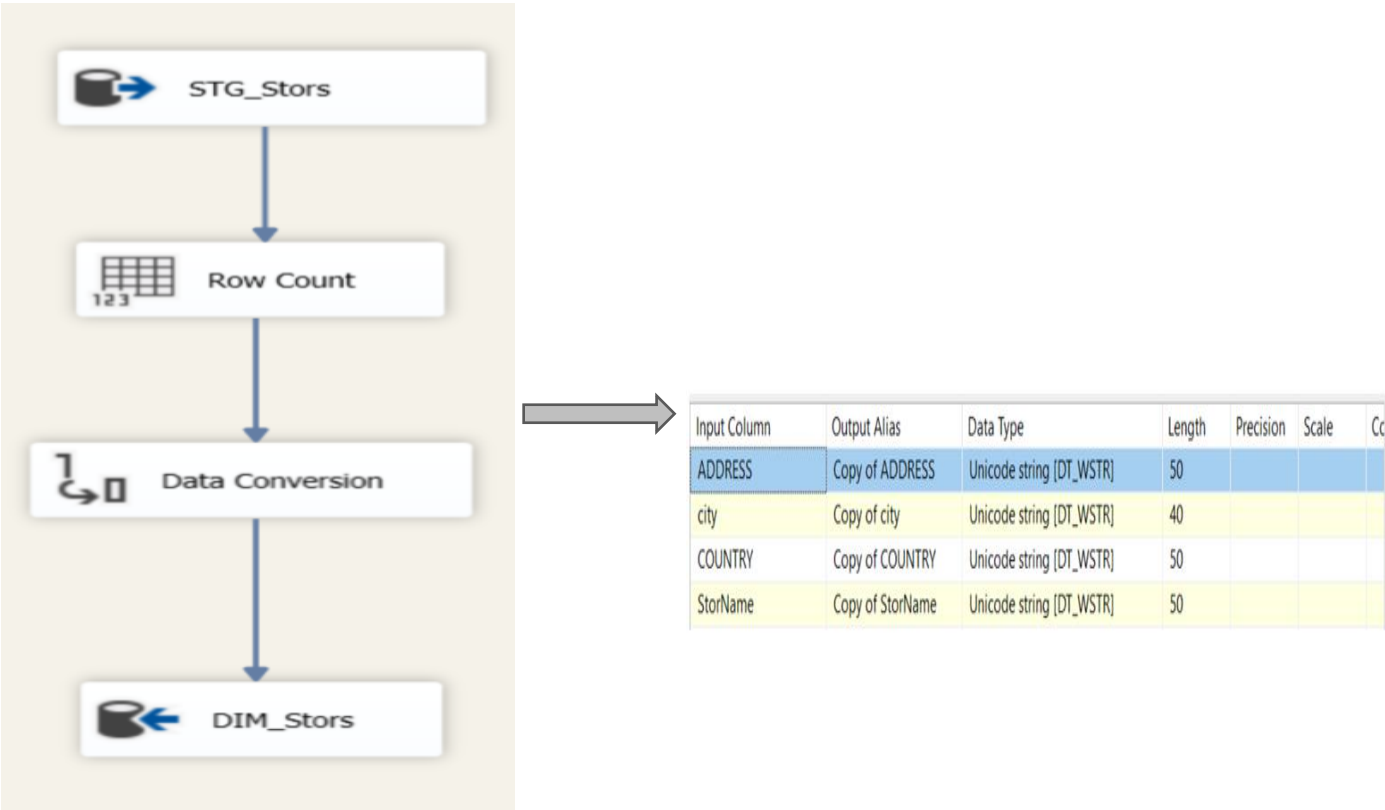 STG_Stors
Row Count
123
Data Conversion
DIM_Stors
Input Column Output Alias Data Type Length Precision Scale Co
ADDRESS Copy of ADDRESS Unicode string [DT_WSTR] 50
city Copy of city Unicode string [DT_WSTR] 40
COUNTRY Copy of COUNTRY Unicode string [DT_WSTR] 50
StorName Copy of StorName Unicode string [DT_WSTR] 50